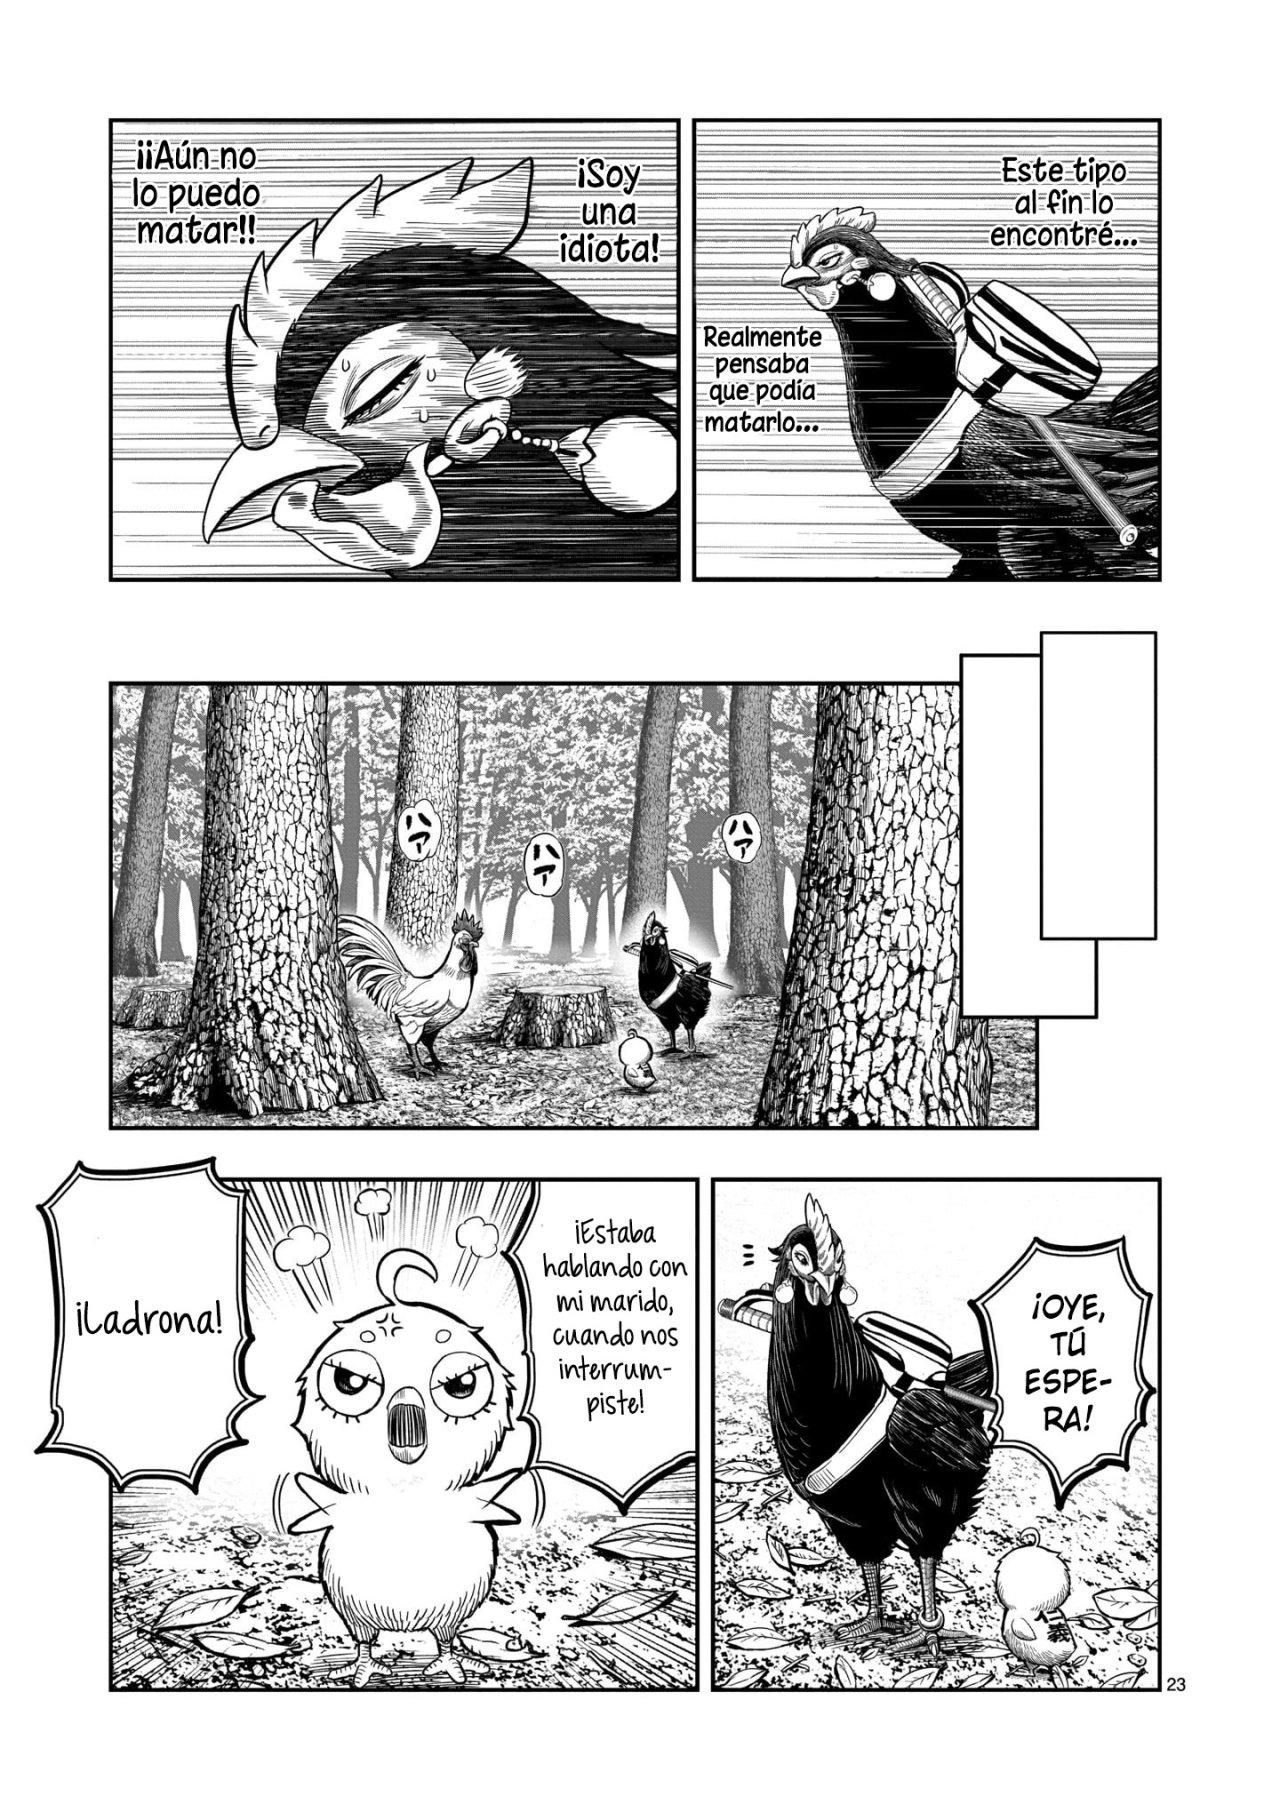 Este tipo
al fin lo
encontré...
Realmente
pensaba
que podía
matarlo...
¡Soy
una
idiota!
¡¡Aún no
lo puedo
matar!!
ハァ
ハァ
ハァ
¡OYE,
TÚ
ESPE-
RA!
仁義
¡Estaba
hablando con
mi marido,
cuando nos
interrum-
piste!
¡Ladrona!
23